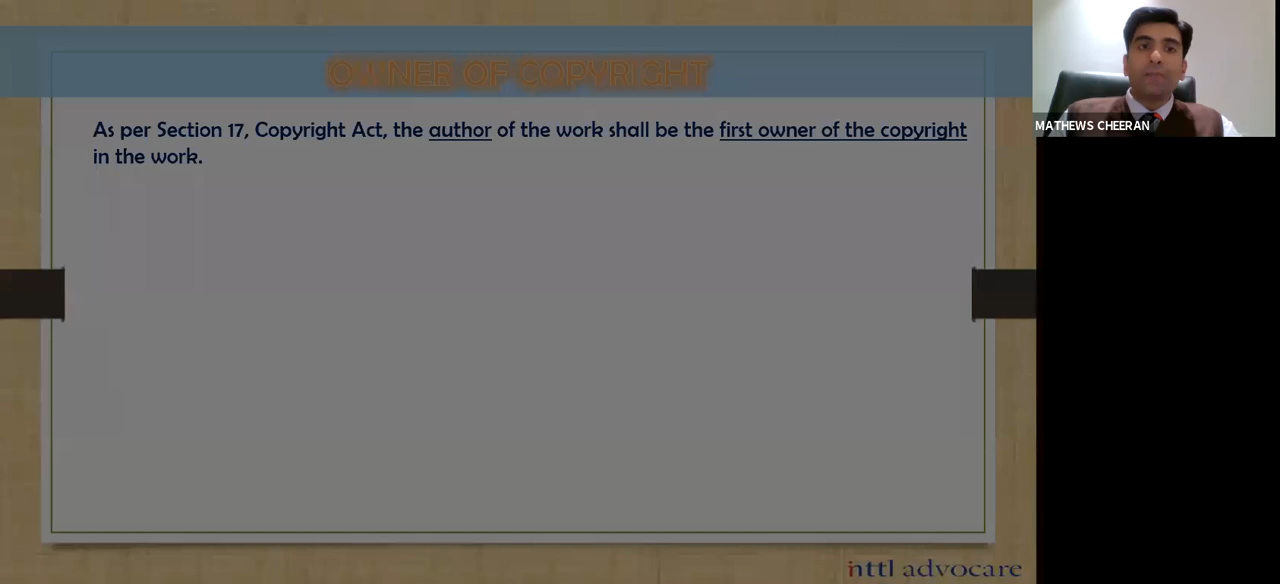 OWNER OF COPYRIGHT
As per Section 17, Copyright Act, the author of the work shall be the first owner of the copyright
in the work.
MATHEWS CHEERAN
inttl advocare